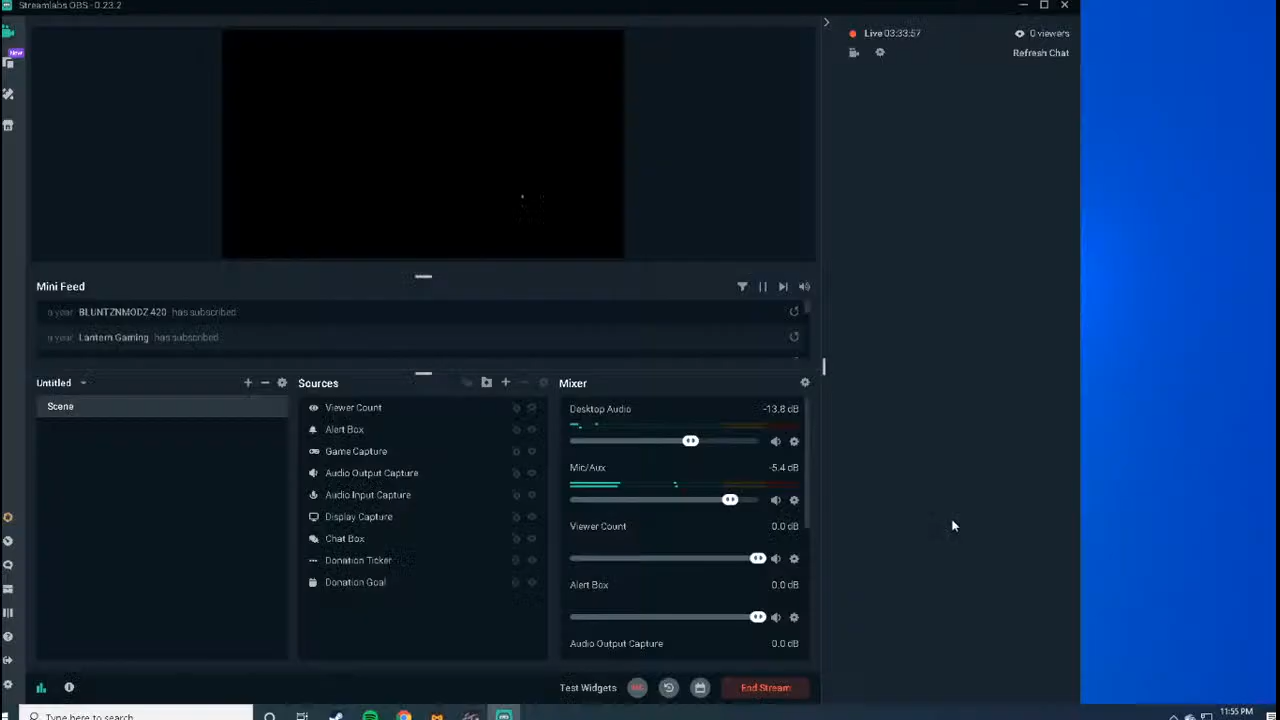 Streamlabs OBS - 0.23.2
Live 03:33:57
0 viewers
New
Refresh Chat
Mini Feed
a year BLUNTZNMODZ 420 has subscribed
a year Lantern Gaming has subscribed
Untitled
Sources
Mixer
Scene
Viewer Count
Alert Box
Game Capture
Audio Output Capture
Audio Input Capture
Display Capture
Chat Box
Donation Ticker
Donation Goal
Desktop Audio -13.8 dB
Mic/Aux -5.4 dB
Viewer Count 0.0 dB
Alert Box 0.0 dB
Audio Output Capture 0.0 dB
Test Widgets
REC
End Stream
Type here to search
11:55 PM